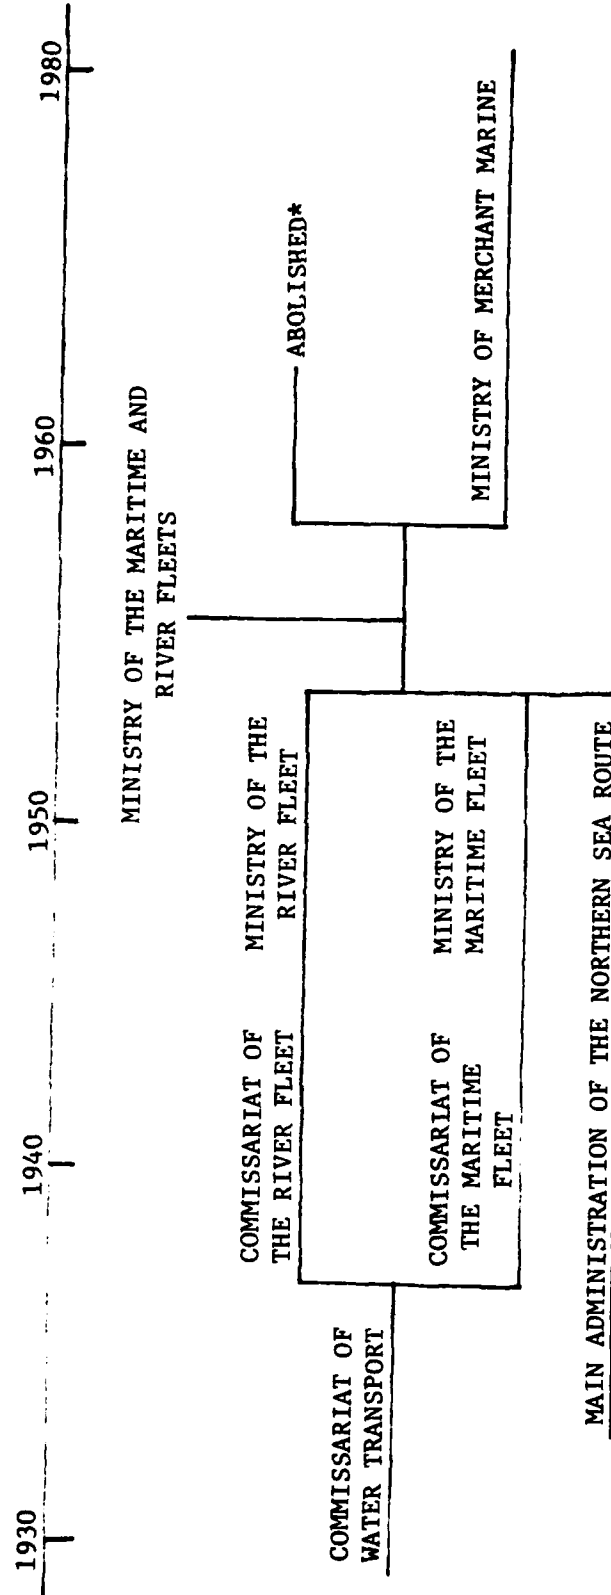 1930
1940
1950
1960
1980
MINISTRY OF THE MARITIME AND
RIVER FLEETS
COMMISSARIAT OF
THE RIVER FLEET
MINISTRY OF THE
RIVER FLEET
ABOLISHED*
COMMISSARIAT OF
WATER TRANSPORT
COMMISSARIAT OF
THE MARITIME
FLEET
MINISTRY OF THE
MARITIME FLEET
MINISTRY OF MERCHANT MARINE
MAIN ADMINISTRATION OF THE NORTHERN SEA ROUTE